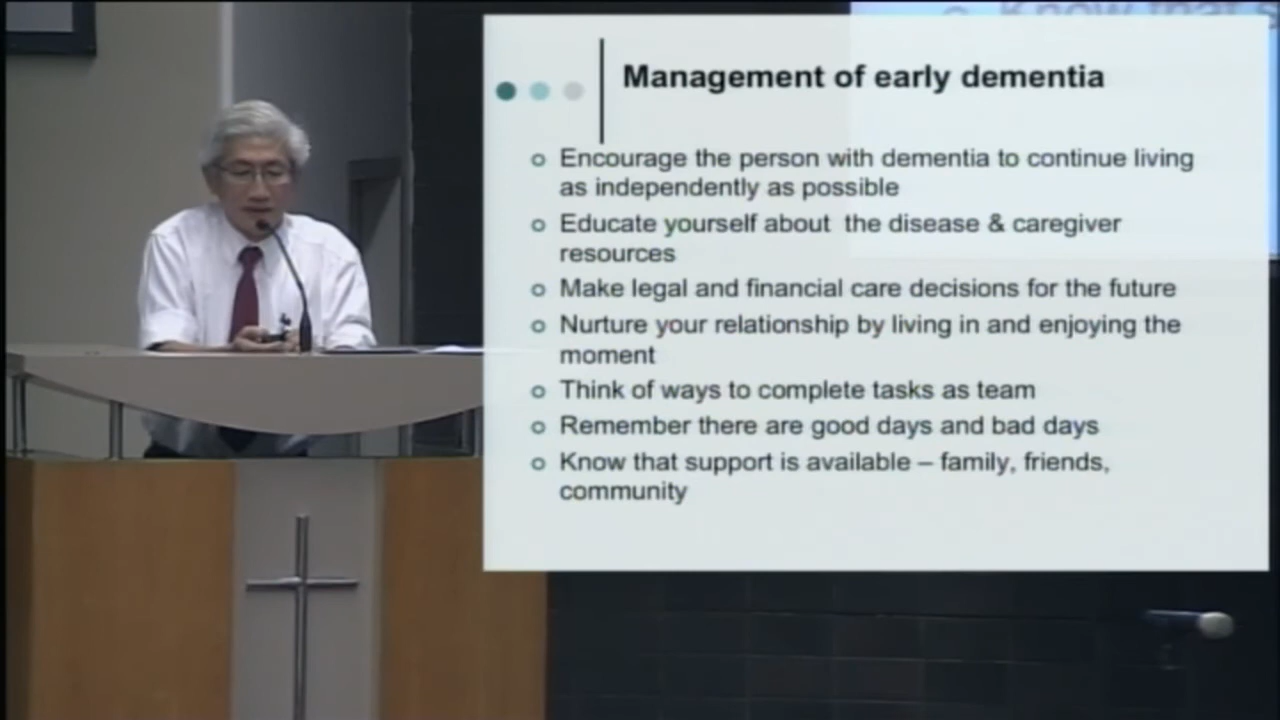 Know that s
Management of early dementia
Encourage the person with dementia to continue living
as independently as possible
Educate yourself about the disease & caregiver
resources
Make legal and financial care decisions for the future
Nurture your relationship by living in and enjoying the
moment
Think of ways to complete tasks as team
Remember there are good days and bad days
Know that support is available – family, friends,
community